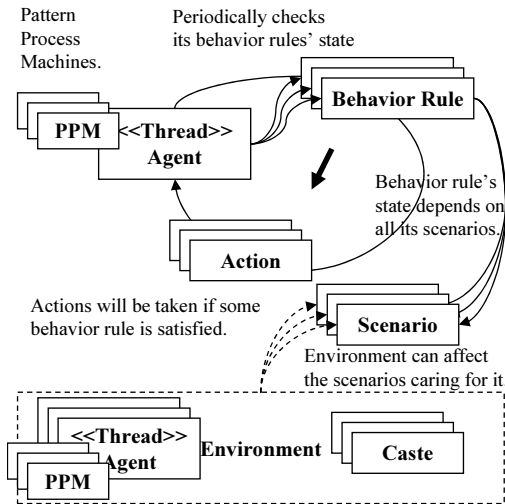 Pattern
Process
Machines.
Periodically checks
its behavior rules' state
PPM
<<Thread>>
Agent
Behavior Rule
Behavior rule's
state depends on
all its scenarios.
Action
Actions will be taken if some
behavior rule is satisfied.
Scenario
Environment can affect
the scenarios caring for it.
<<Thread>>
Agent
PPM
Environment
Caste